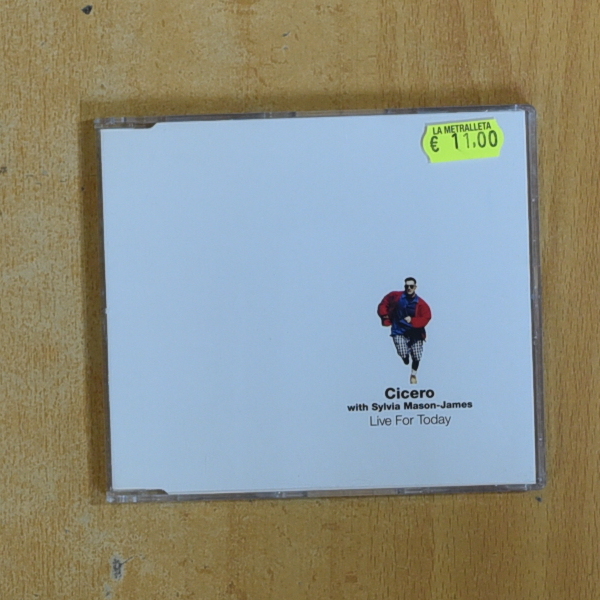 LA METRALLETA
€ 11,00
Cicero
with Sylvia Mason-James
Live For Today